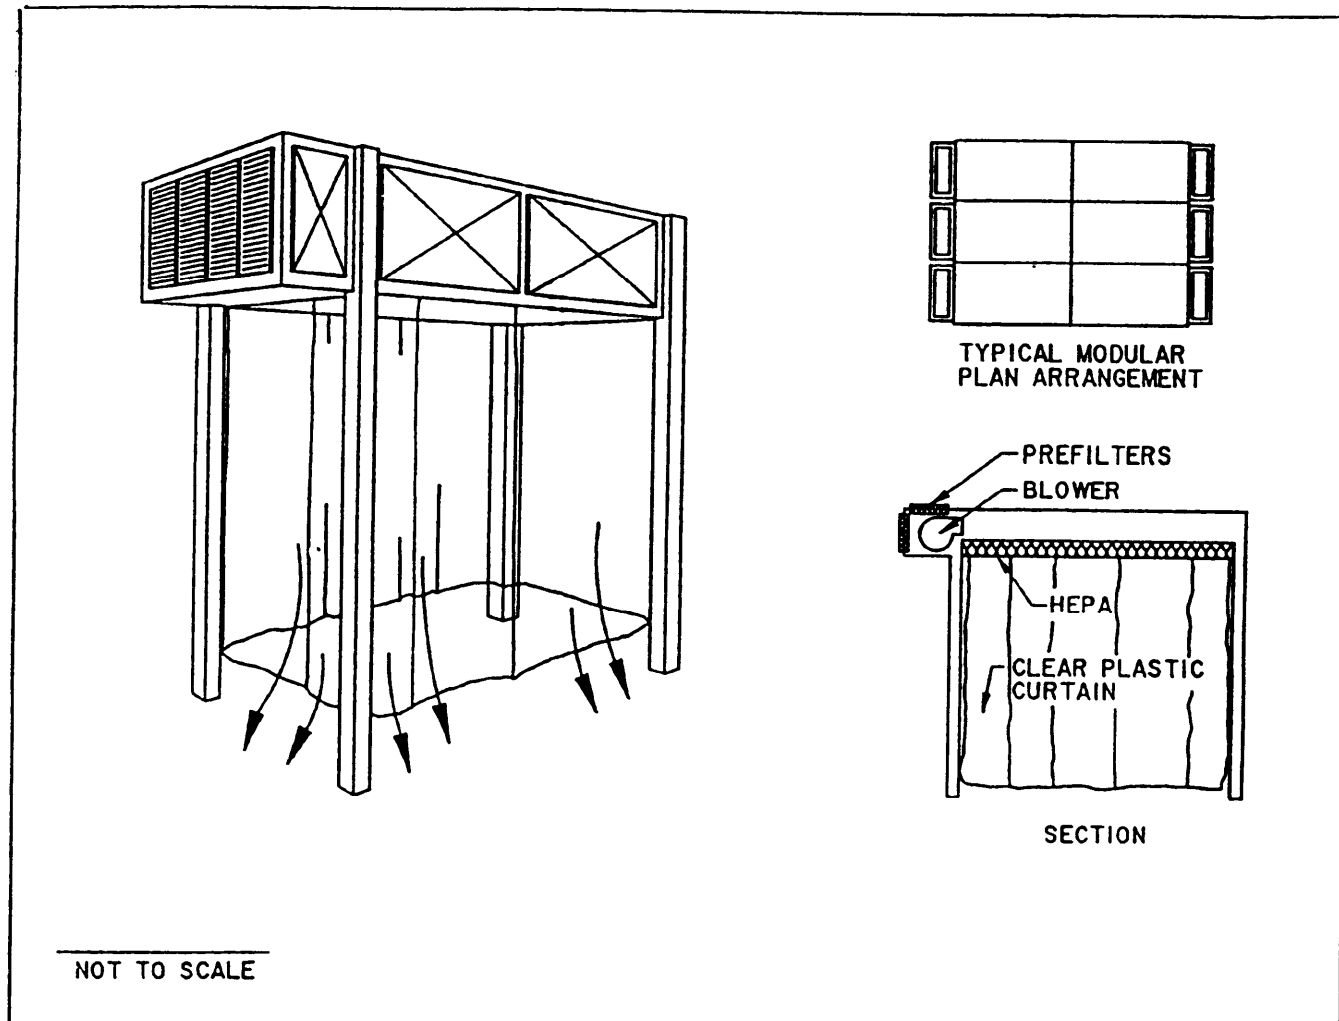 TYPICAL MODULAR
PLAN ARRANGEMENT
PREFILTERS
BLOWER
HEPA
CLEAR PLASTIC
CURTAIN
SECTION
NOT TO SCALE